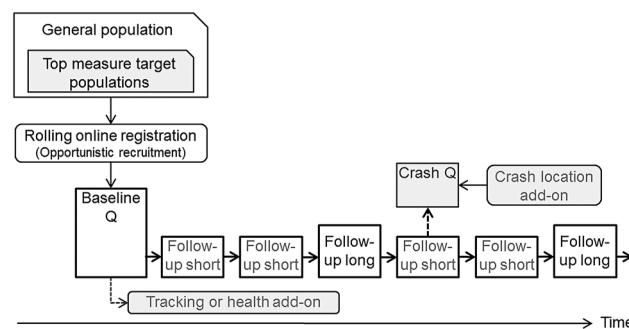 General population
Top measure target
populations
Rolling online registration
(Opportunistic recruitment)
Baseline
Q
Crash Q
Crash location
add-on
Follow-
up short
Follow-
up short
Follow-
up long
Follow-
up short
Follow-
up short
Follow-
up long
Tracking or health add-on
Time